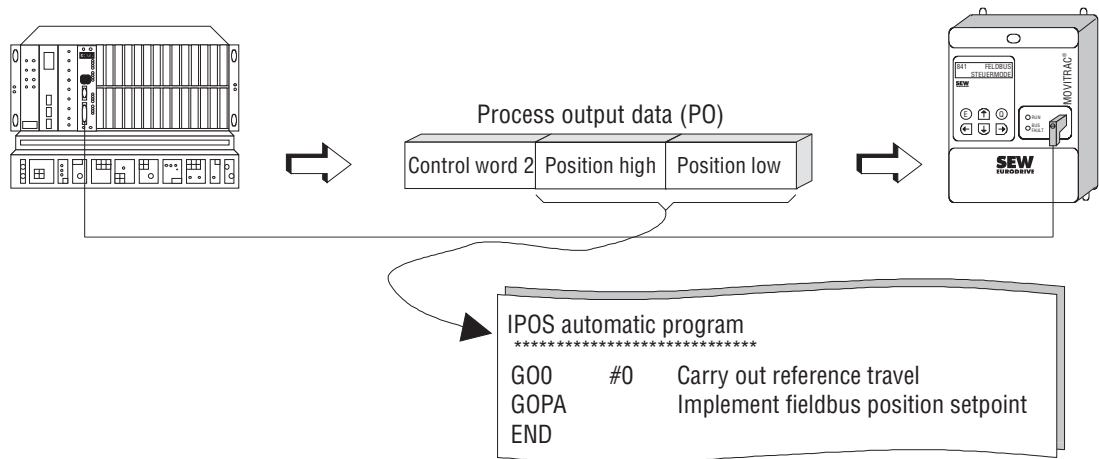 Process output data (PO)
Control word 2 Position high Position low
841 FELDBUS
STEUERMODE
SEW
E Q
RUN
BUS
FAULT
MOVITRAC®
SEW
EURODRIVE
IPOS automatic program
****************************
GO0 #0 Carry out reference travel
GOPA Implement fieldbus position setpoint
END